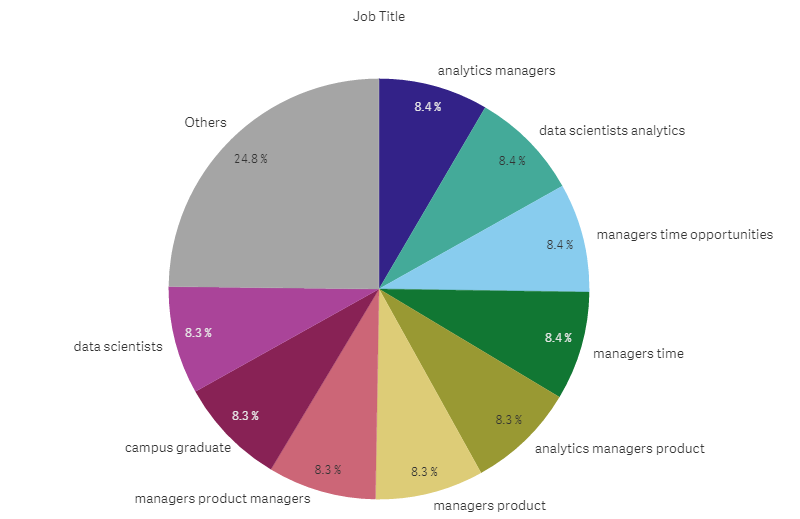 Job Title
analytics managers
8.4 %
data scientists analytics
8.4 %
managers time opportunities
8.4 %
managers time
8.4 %
analytics managers product
8.3 %
managers product
8.3 %
managers product managers
8.3 %
campus graduate
8.3 %
data scientists
8.3 %
Others
24.8 %